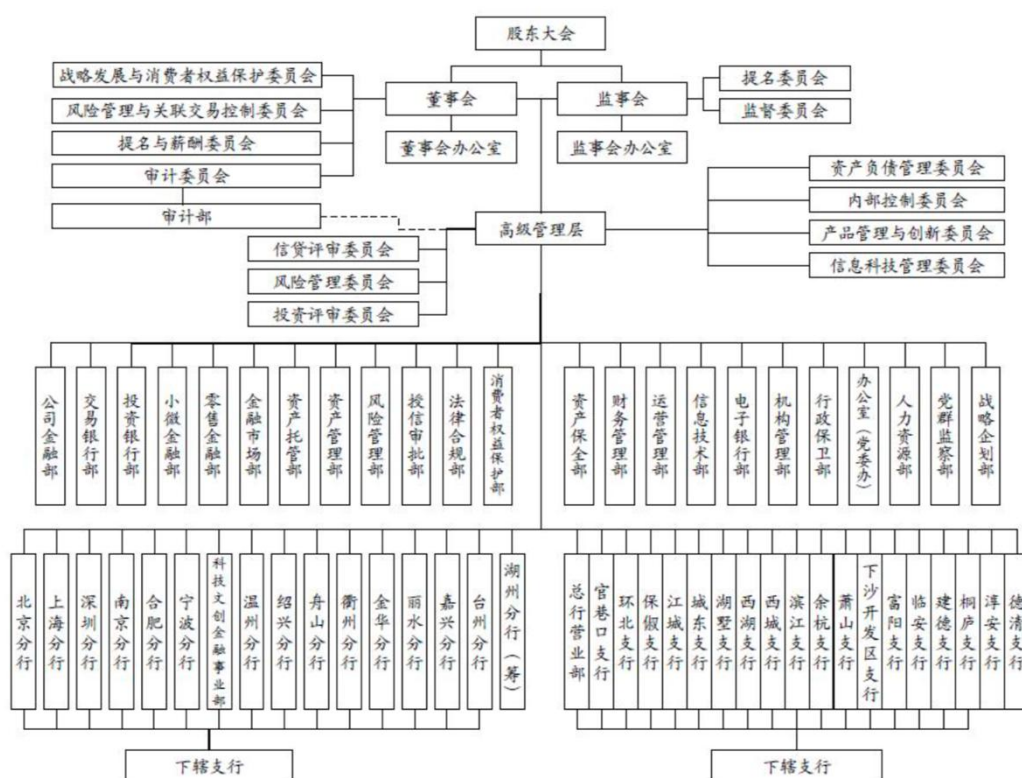 股东大会
战略发展与消费者权益保护委员会
风险管理与关联交易控制委员会
提名与薪酬委员会
审计委员会
审计部
董事会
董事会办公室
监事会
监事会办公室
提名委员会
监督委员会
高级管理层
信贷评审委员会
风险管理委员会
投资评审委员会
资产负债管理委员会
内部控制委员会
产品管理与创新委员会
信息科技管理委员会
公司金融部
交易银行部
投资银行部
小微金融部
零售金融部
金融市场部
资产托管部
资产管理部
风险管理部
授信审批部
法律合规部
消费者权益保护部
资产保全部
财务管理部
运营管理部
信息技术部
电子银行部
机构管理部
行政保卫部
办公室（党委办）
人力资源部
党群监察部
战略企划部
北京分行
上海分行
深圳分行
南京分行
合肥分行
宁波分行
科技文创金融事业部
温州分行
绍兴分行
舟山分行
衢州分行
金华分行
丽水分行
嘉兴分行
台州分行
湖州分行（筹）
总行营业部
官巷口支行
环北支行
保俶支行
江城支行
城东支行
湖墅支行
西湖支行
西城支行
滨江支行
余杭支行
萧山支行
下沙开发区支行
富阳支行
临安支行
建德支行
桐庐支行
淳安支行
德清支行
下辖支行
下辖支行